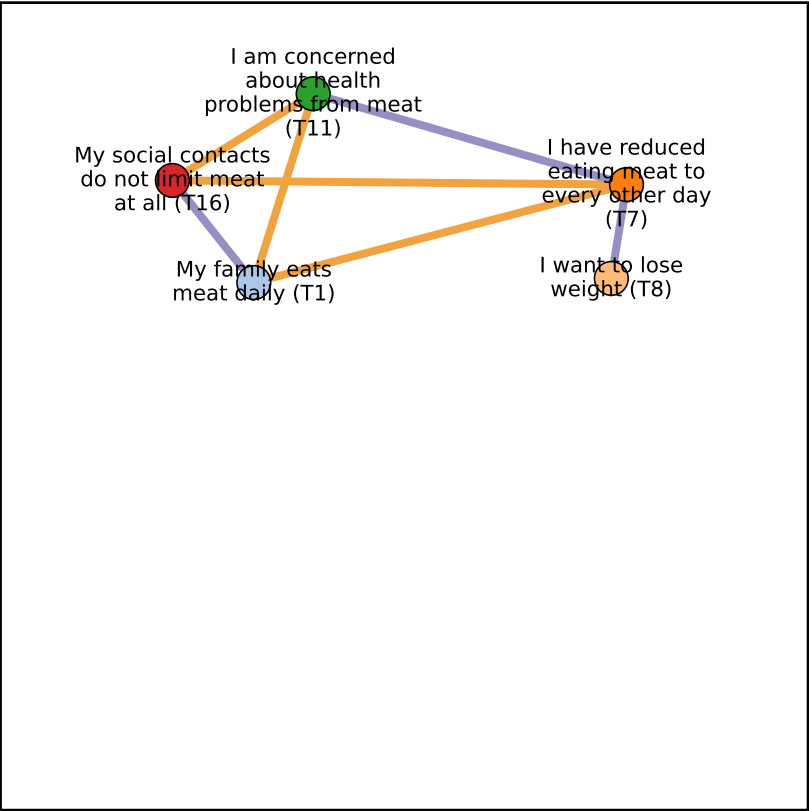 I am concerned
about health
problems from meat
(T11)
My social contacts
do not limit meat
at all (T16)
I have reduced
eating meat to
every other day
(T7)
My family eats
meat daily (T1)
I want to lose
weight (T8)